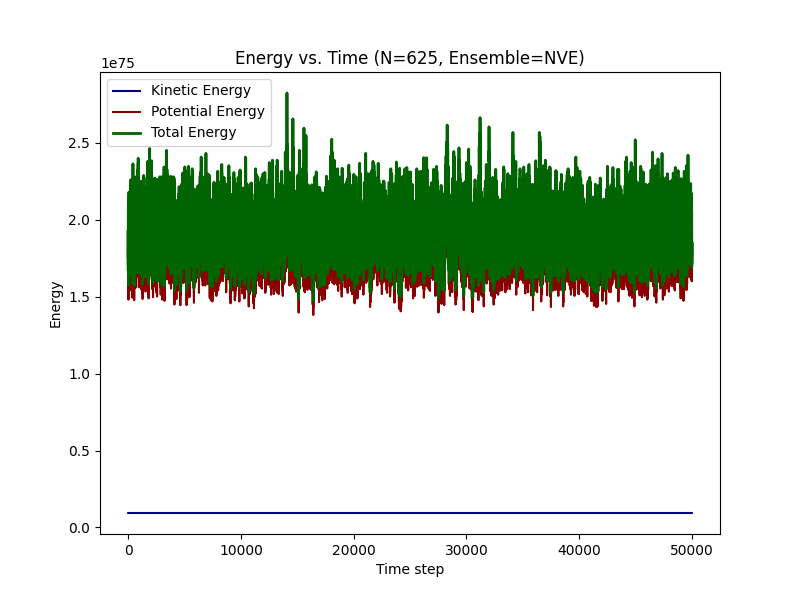 Energy vs. Time (N=625, Ensemble=NVE)
1e75
Kinetic Energy
Potential Energy
Total Energy
2.5
2.0
1.5
1.0
0.5
0.0
Energy
0 10000 20000 30000 40000 50000
Time step